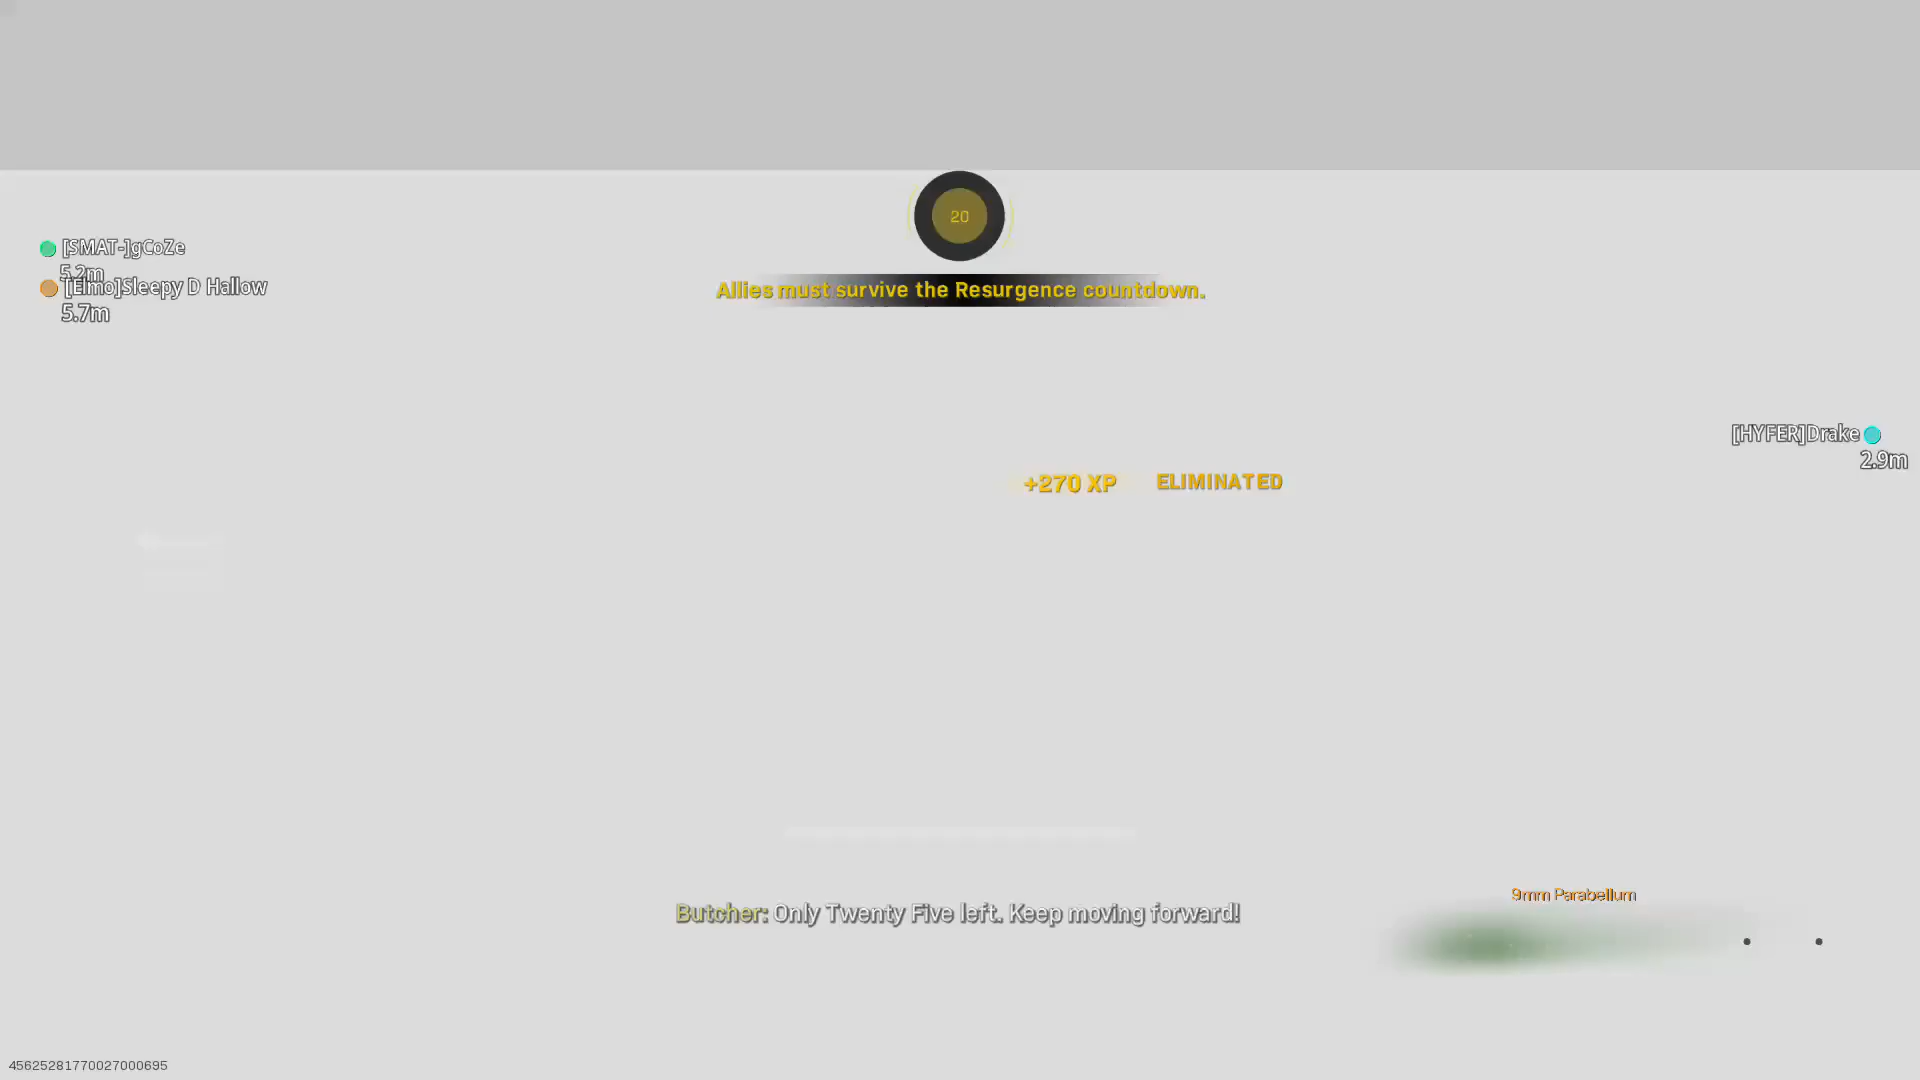 20
Allies must survive the Resurgence countdown.
[SMAT-]gCoZe
5.2m
[Elmo]Sleepy D Hallow
5.7m
[HYFER]Drake
2.9m
+270 XP ELIMINATED
9mm Parabellum
Butcher: Only Twenty Five left. Keep moving forward!
45625281770027000695